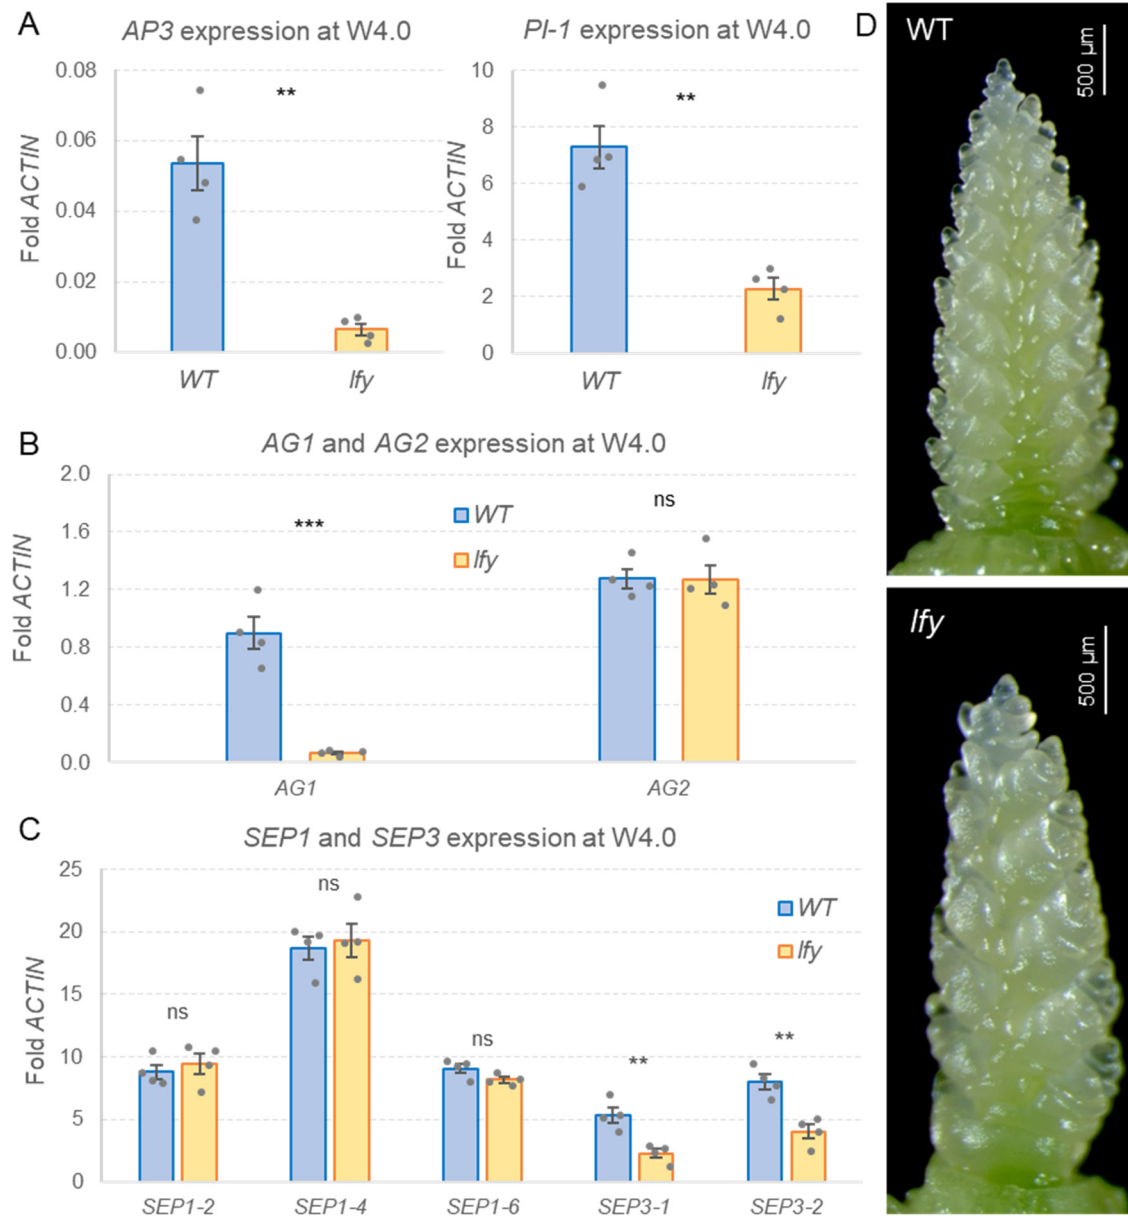 A
AP3 expression at W4.0
Fold ACTIN
0.08
0.06
0.04
0.02
0.00
**
WT
lfy
PI-1 expression at W4.0
Fold ACTIN
10
8
6
4
2
0
**
WT
lfy
B
AG1 and AG2 expression at W4.0
Fold ACTIN
2.0
1.6
1.2
0.8
0.4
0.0
***
WT
lfy
ns
AG1
AG2
C
SEP1 and SEP3 expression at W4.0
Fold ACTIN
25
20
15
10
5
0
ns
ns
ns
**
**
WT
lfy
SEP1-2
SEP1-4
SEP1-6
SEP3-1
SEP3-2
D
WT
500 µm
lfy
500 µm